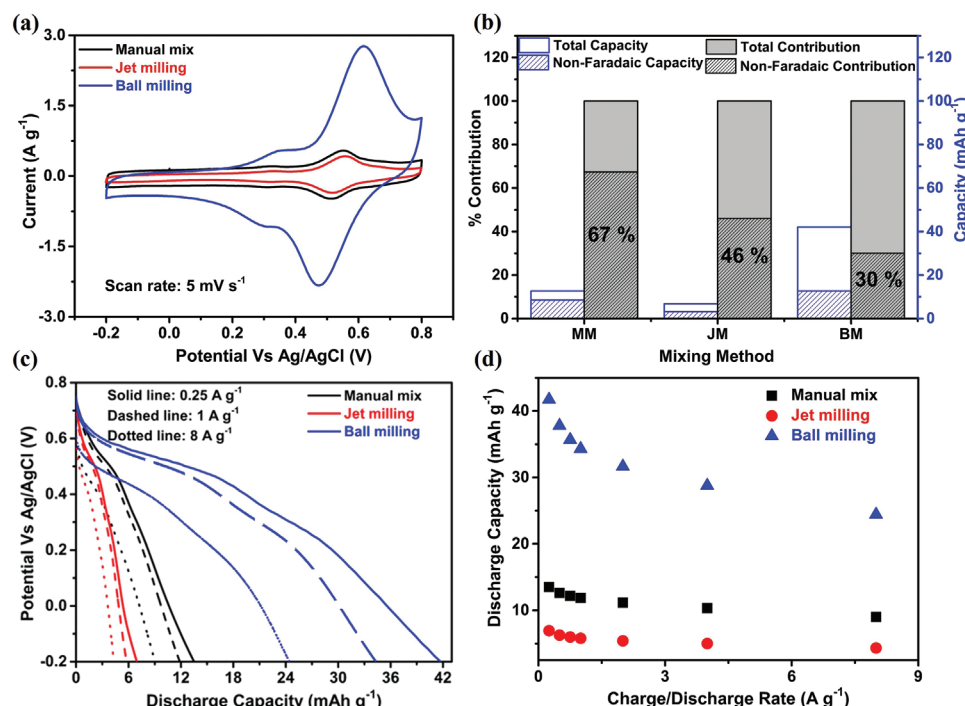 (a)
3.0
1.5
0.0
-1.5
-3.0
Current (A g-1)
Manual mix
Jet milling
Ball milling
Scan rate: 5 mV s-1
-0.2 0.0 0.2 0.4 0.6 0.8
Potential Vs Ag/AgCl (V)
(b)
Total Capacity
Non-Faradaic Capacity
Total Contribution
Non-Faradaic Contribution
120
100
80
60
40
20
0
% Contribution
120
100
80
60
40
20
0
Capacity (mAh g-1)
67 %
46 %
30 %
MM JM BM
Mixing Method
(c)
Solid line: 0.25 A g-1
Dashed line: 1 A g-1
Dotted line: 8 A g-1
Manual mix
Jet milling
Ball milling
0.8
0.6
0.4
0.2
0.0
-0.2
Potential Vs Ag/AgCl (V)
0 6 12 18 24 30 36 42
Discharge Capacity (mAh g-1)
(d)
Manual mix
Jet milling
Ball milling
40
30
20
10
Discharge Capacity (mAh g-1)
0 3 6 9
Charge/Discharge Rate (A g-1)